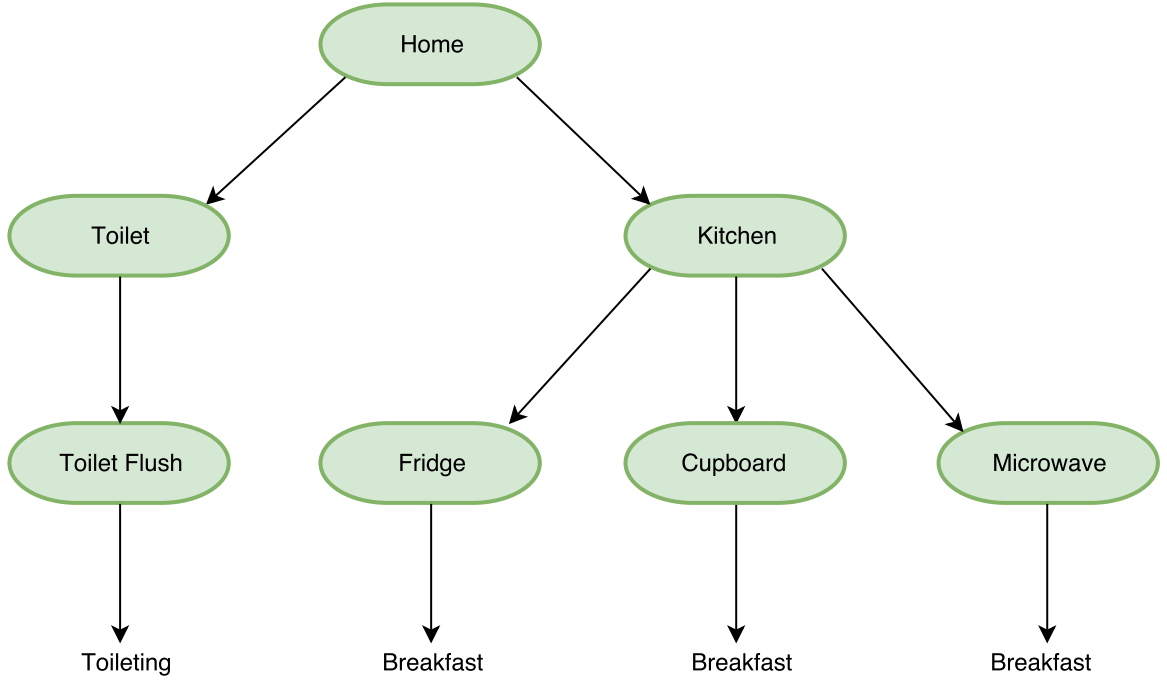 Home
Toilet
Kitchen
Toilet Flush
Fridge
Cupboard
Microwave
Toileting
Breakfast
Breakfast
Breakfast